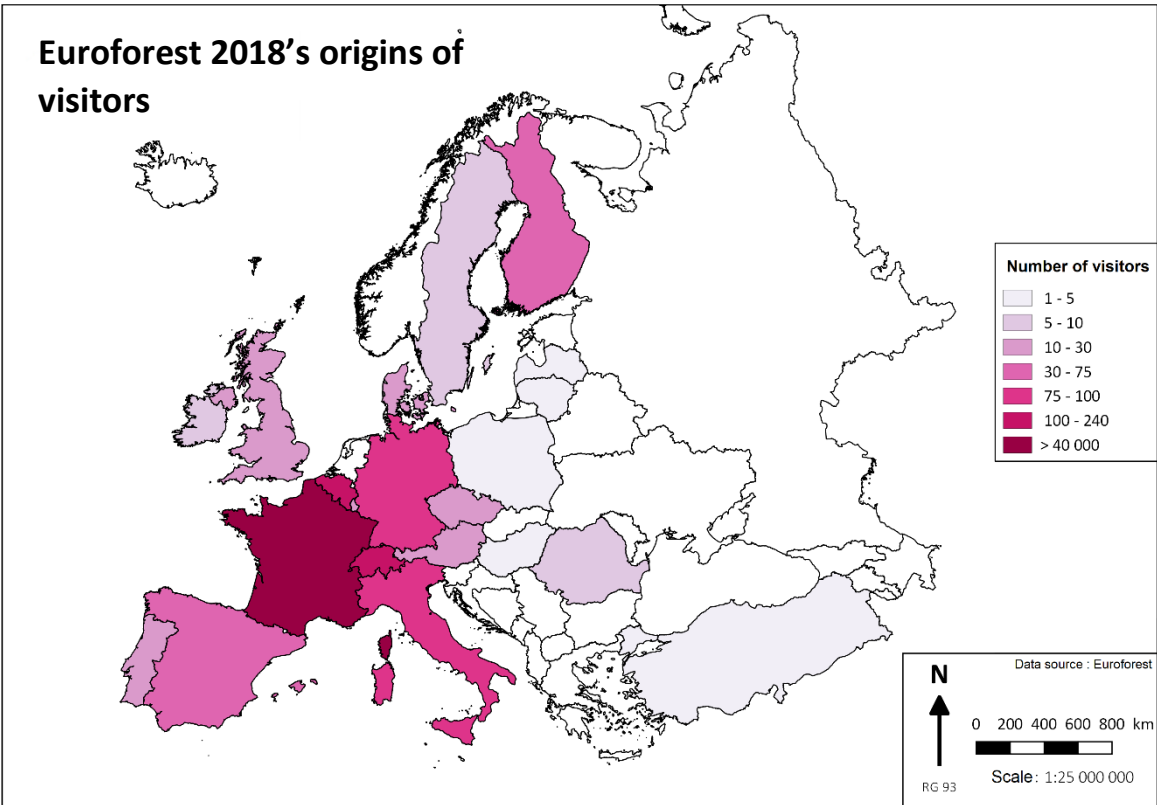 Euroforest 2018’s origins of
visitors
Number of visitors
1 - 5
5 - 10
10 - 30
30 - 75
75 - 100
100 - 240
> 40 000
Data source : Euroforest
N
0 200 400 600 800 km
Scale : 1:25 000 000
RG 93